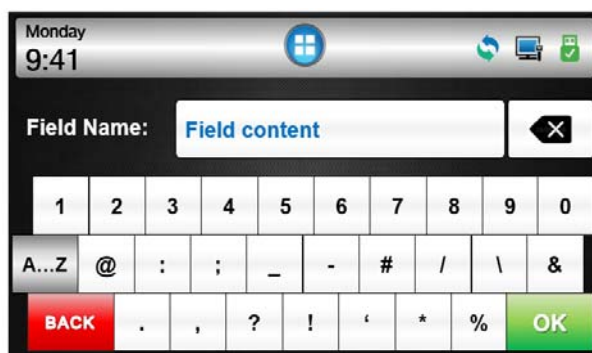 Monday
9:41
Field Name: Field content
1 2 3 4 5 6 7 8 9 0
A...Z @ : ; _ - # / \ &
BACK . , ? ! ‘ * % OK